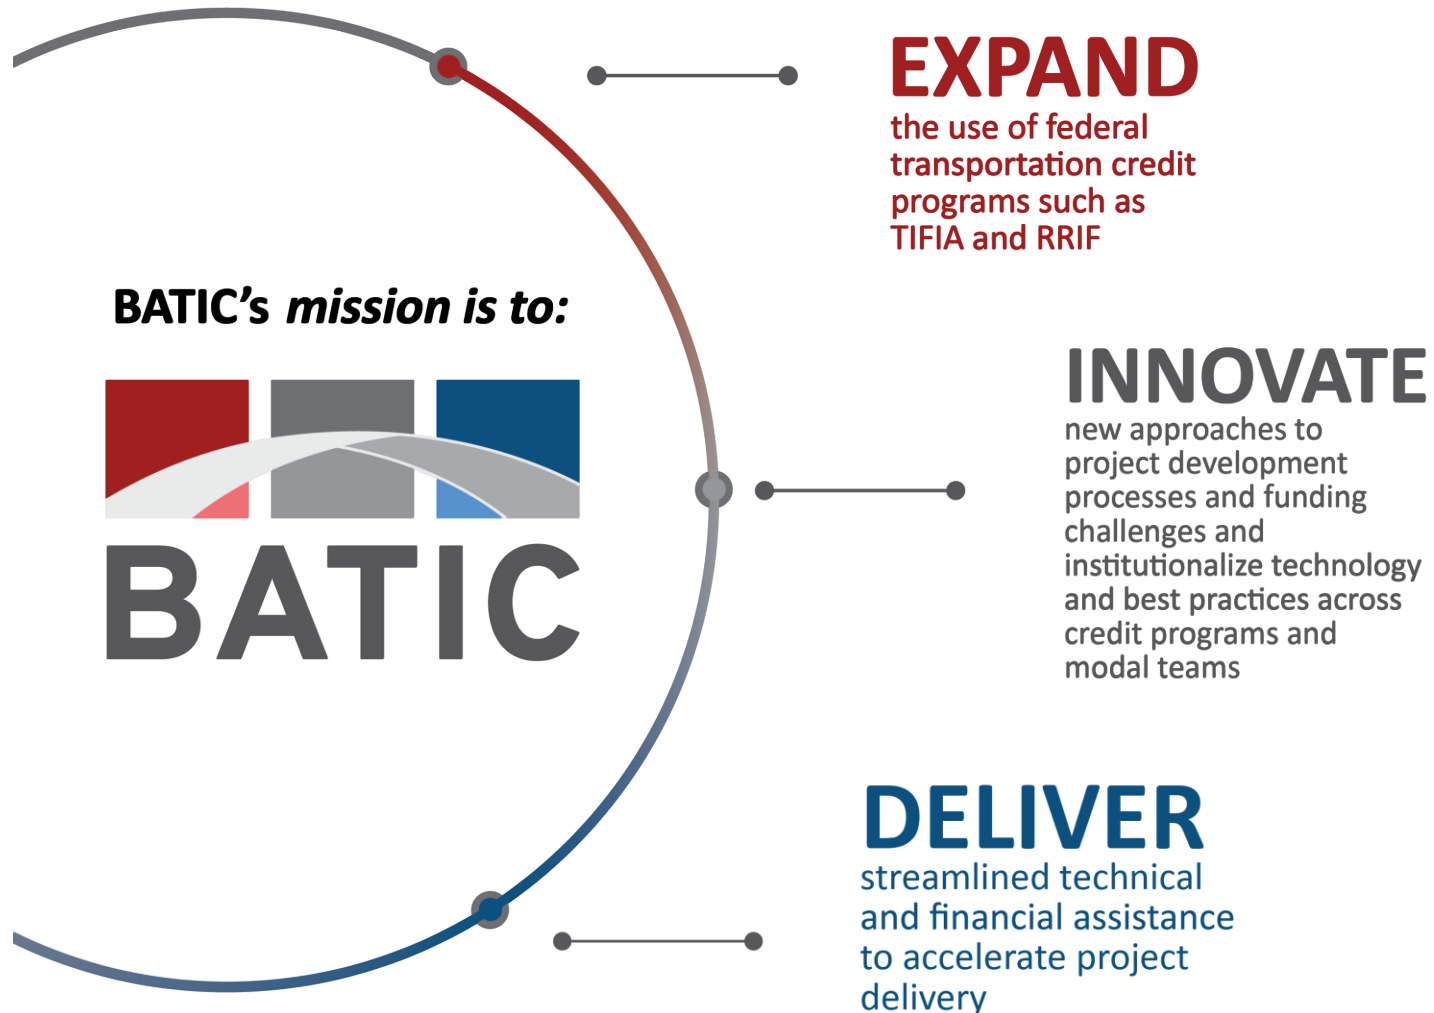 BATIC’s mission is to:
BATIC
EXPAND
the use of federal
transportation credit
programs such as
TIFIA and RRIF
INNOVATE
new approaches to
project development
processes and funding
challenges and
institutionalize technology
and best practices across
credit programs and
modal teams
DELIVER
streamlined technical
and financial assistance
to accelerate project
delivery